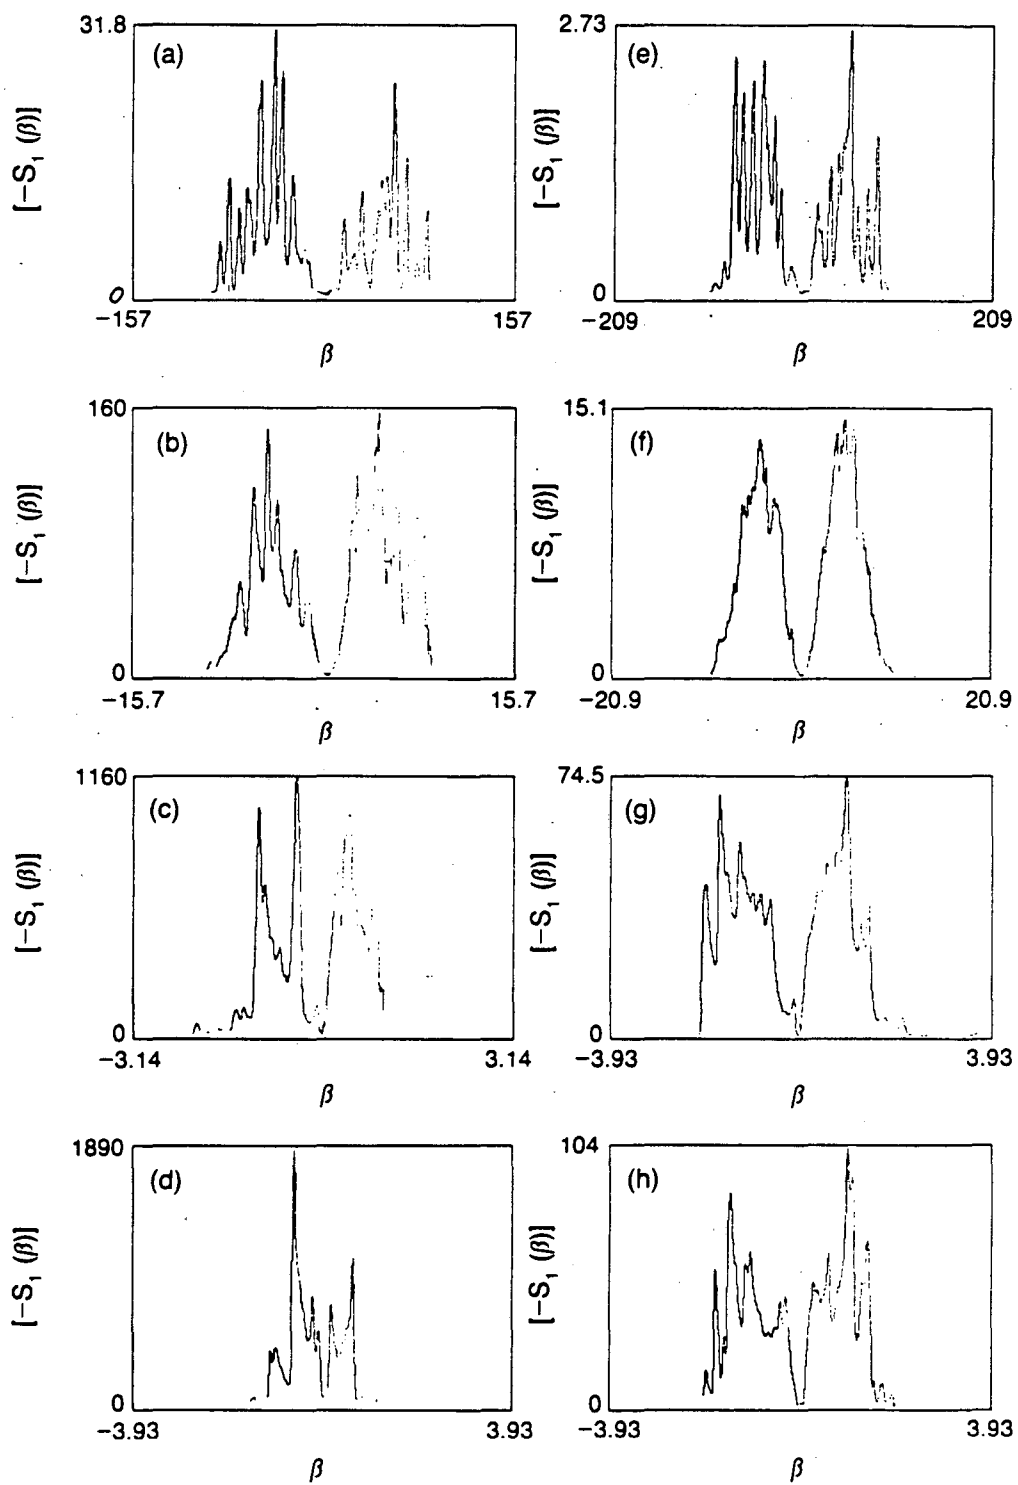 31.8
(a)
[−S₁ (β)]
0
−157
157
β
2.73
(e)
[−S₁ (β)]
0
−209
209
β
160
(b)
[−S₁ (β)]
0
−15.7
15.7
β
15.1
(f)
[−S₁ (β)]
0
−20.9
20.9
β
1160
(c)
[−S₁ (β)]
0
−3.14
3.14
β
74.5
(g)
[−S₁ (β)]
0
−3.93
3.93
β
1890
(d)
[−S₁ (β)]
0
−3.93
3.93
β
104
(h)
[−S₁ (β)]
0
−3.93
3.93
β